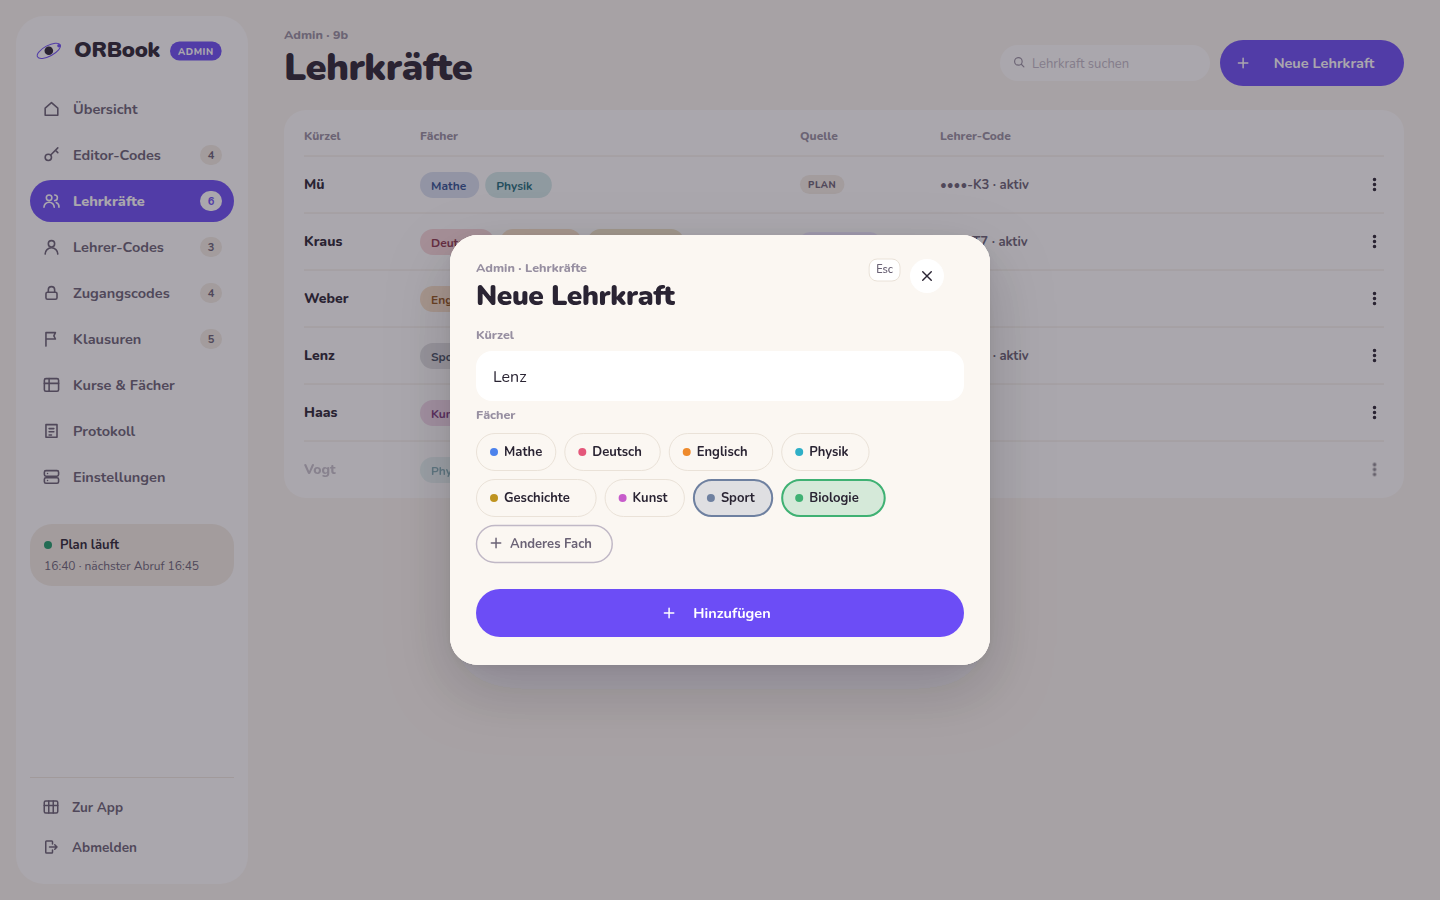 ORBook ADMIN
Übersicht
Editor-Codes 4
Lehrkräfte 6
Lehrer-Codes 3
Zugangscodes 4
Klausuren 5
Kurse & Fächer
Protokoll
Einstellungen
Plan läuft
16:40 · nächster Abruf 16:45
Zur App
Abmelden
Admin · 9b
Lehrkräfte
Lehrkraft suchen
Neue Lehrkraft
Kürzel Fächer Quelle Lehrer-Code
Mü Mathe Physik PLAN ••••-K3 · aktiv
Kraus · aktiv
Weber
Lenz · aktiv
Haas
Vogt
Admin · Lehrkräfte
Esc
Neue Lehrkraft
Kürzel
Lenz
Fächer
Mathe Deutsch Englisch Physik
Geschichte Kunst Sport Biologie
Anderes Fach
Hinzufügen